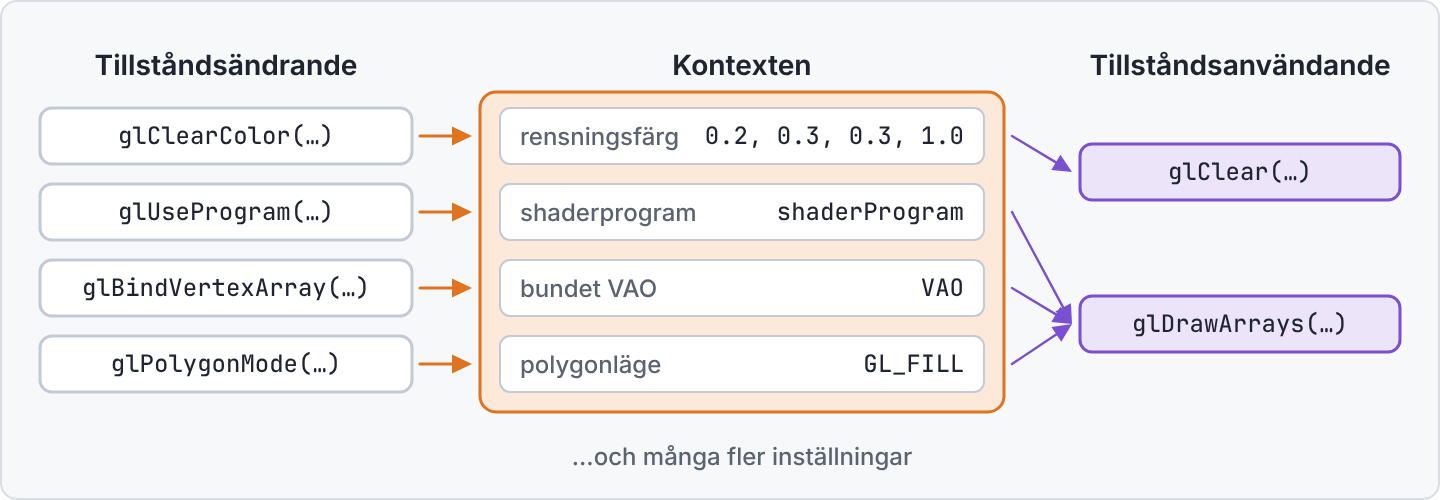 Tillståndsändrande
Kontexten
Tillståndsanvändande
glClearColor(…)
glUseProgram(…)
glBindVertexArray(…)
glPolygonMode(…)
rensningsfärg 0.2, 0.3, 0.3, 1.0
shaderprogram shaderProgram
bundet VAO VAO
polygonläge GL_FILL
glClear(…)
glDrawArrays(…)
…och många fler inställningar